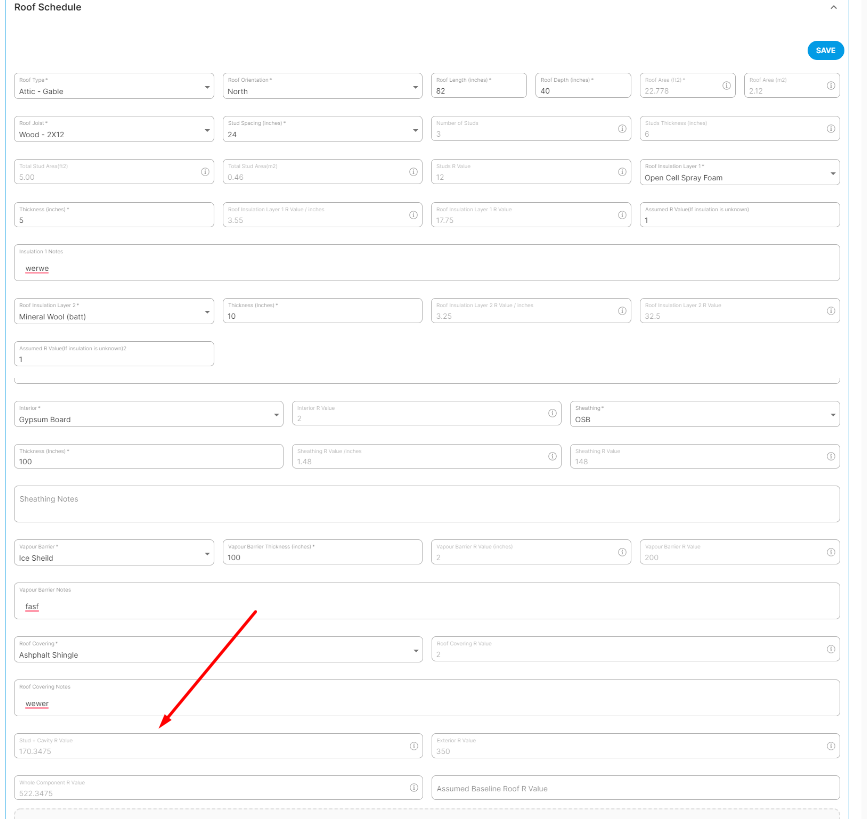 Roof Schedule
SAVE
Roof Type * Roof Orientation * Roof Length (inches) * Roof Depth (inches) * Roof Area (ft2) * Roof Area (m2)
Attic - Gable North 82 40 22.778 2.12
Roof Joist * Stud Spacing (inches) * Number of Studs Studs Thickness (inches)
Wood - 2X12 24 3 6
Total Stud Area(ft2) Total Stud Area(m2) Studs R Value Roof Insulation Layer 1 *
5.00 0.46 12 Open Cell Spray Foam
Thickness (inches) * Roof Insulation Layer 1 R Value / inches Roof Insulation Layer 1 R Value Assumed R Value(if insulation is unknown)
5 3.55 17.75 1
Insulation 1 Notes
werwe
Roof Insulation Layer 2 * Thickness (inches) * Roof Insulation Layer 2 R Value / inches Roof Insulation Layer 2 R Value
Mineral Wool (batt) 10 3.25 32.5
Assumed R Value(if insulation is unknown)2
1
Interior * Interior R Value Sheathing *
Gypsum Board 2 OSB
Thickness (inches) * Sheathing R Value /inches Sheathing R Value
100 1.48 148
Sheathing Notes
Vapour Barrier * Vapour Barrier Thickness (inches) * Vapour Barrier R Value (inches) Vapour Barrier R Value
Ice Sheild 100 2 200
Vapour Barrier Notes
fasf
Roof Covering * Roof Covering R Value
Ashphalt Shingle 2
Roof Covering Notes
wewer
Stud - Cavity R Value Exterior R Value
170.3475 350
Whole Component R Value Assumed Baseline Roof R Value
522.3475